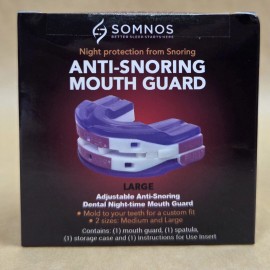 SOMNOS
BETTER SLEEP STARTS HERE
Night protection from Snoring
ANTI-SNORING
MOUTH GUARD
LARGE
Adjustable Anti-Snoring
Dental Night-time Mouth Guard
• Mold to your teeth for a custom fit
• 2 sizes: Medium and Large
Contains: (1) mouth guard, (1) spatula,
(1) storage case and (1) Instructions for Use Insert